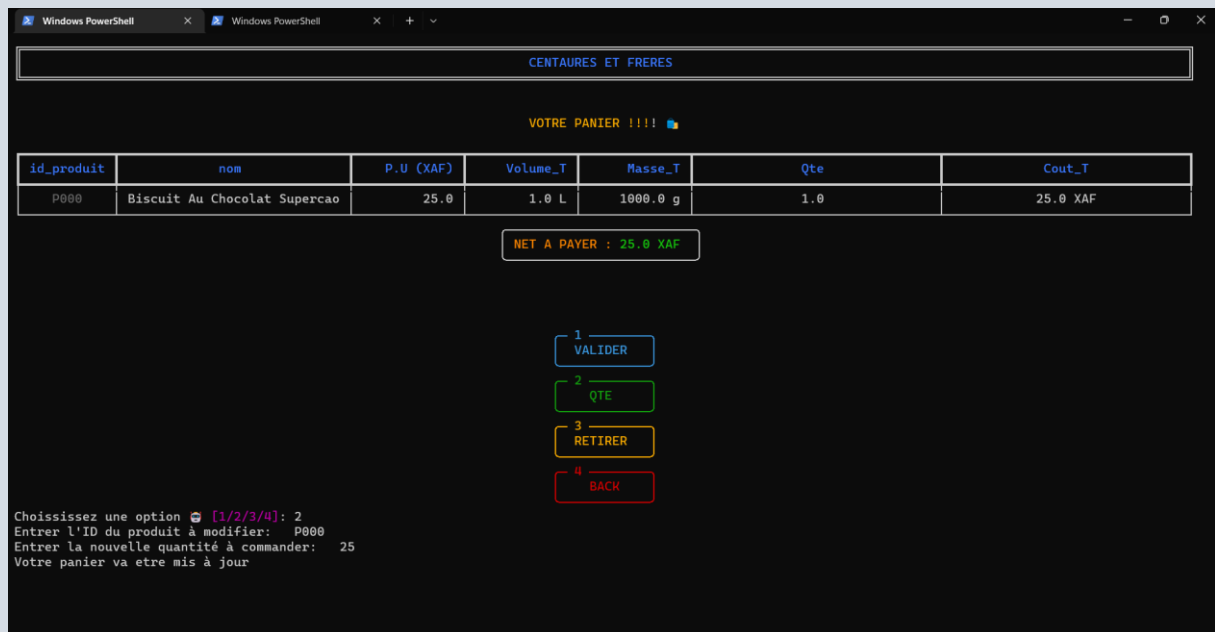 Windows PowerShell Windows PowerShell
CENTAURES ET FRERES
VOTRE PANIER !!!!
id_produit nom P.U (XAF) Volume_T Masse_T Qte Cout_T
P000 Biscuit Au Chocolat Supercao 25.0 1.0 L 1000.0 g 1.0 25.0 XAF
NET A PAYER : 25.0 XAF
1
VALIDER
2
QTE
3
RETIRER
4
BACK
Choississez une option [1/2/3/4]: 2
Entrer l'ID du produit à modifier: P000
Entrer la nouvelle quantité à commander: 25
Votre panier va etre mis à jour